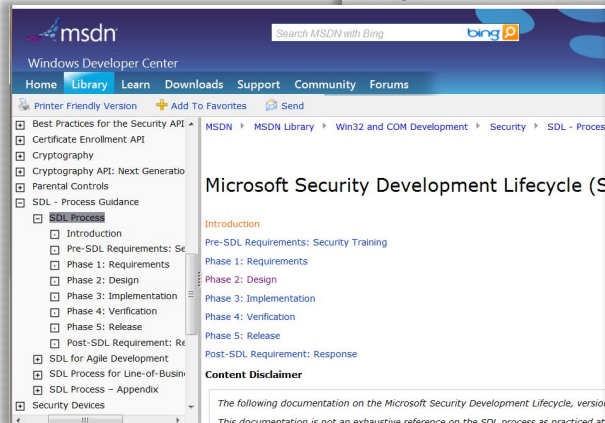 msdn
Search MSDN with Bing
bing
Windows Developer Center
Home Library Learn Downloads Support Community Forums
Printer Friendly Version Add To Favorites Send
Best Practices for the Security API
Certificate Enrollment API
Cryptography
Cryptography API: Next Generatio
Parental Controls
SDL - Process Guidance
SDL Process
Introduction
Pre-SDL Requirements: Se
Phase 1: Requirements
Phase 2: Design
Phase 3: Implementation
Phase 4: Verification
Phase 5: Release
Post-SDL Requirement: Re
SDL for Agile Development
SDL Process for Line-of-Busin
SDL Process – Appendix
Security Devices
MSDN MSDN Library Win32 and COM Development Security SDL - Proces
Microsoft Security Development Lifecycle (S
Introduction
Pre-SDL Requirements: Security Training
Phase 1: Requirements
Phase 2: Design
Phase 3: Implementation
Phase 4: Verification
Phase 5: Release
Post-SDL Requirement: Response
Content Disclaimer
The following documentation on the Microsoft Security Development Lifecycle, version
This documentation is not an exhaustive reference on the SDL process as practiced at